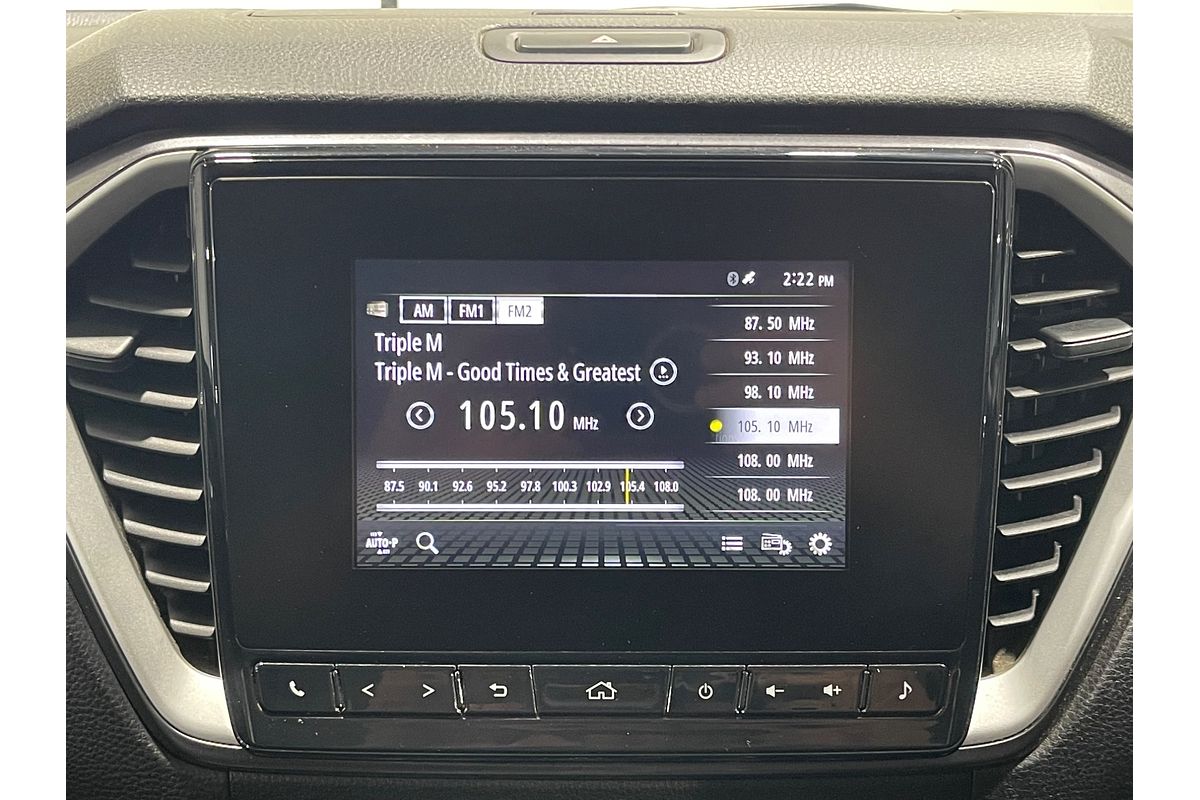 2:22 PM
AM FM1 FM2
Triple M
Triple M - Good Times & Greatest
105.10 MHz
87.5 90.1 92.6 95.2 97.8 100.3 102.9 105.4 108.0
AUTO-P
87.50 MHz
93.10 MHz
98.10 MHz
105.10 MHz
108.00 MHz
108.00 MHz